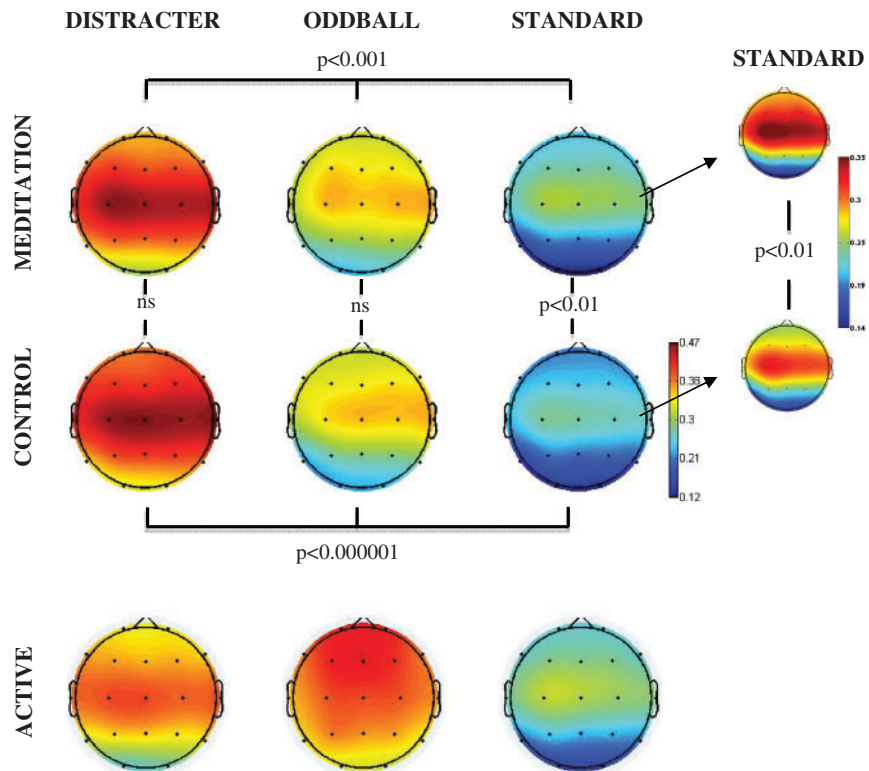 DISTRACTER ODDBALL STANDARD
p<0.001
STANDARD
MEDITATION
0.35
0.3
0.25
0.19
0.14
p<0.01
ns ns p<0.01
CONTROL
0.47
0.38
0.3
0.21
0.12
p<0.000001
ACTIVE